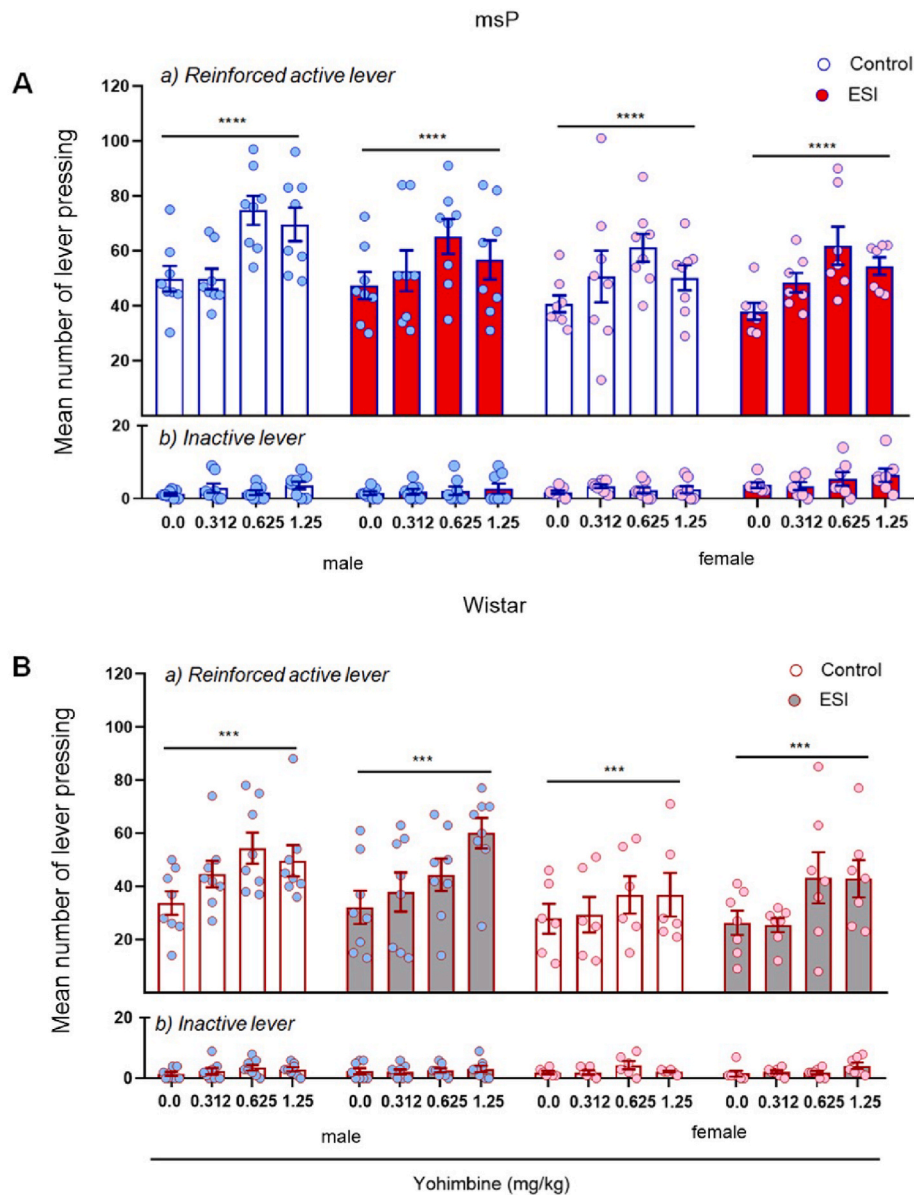 msP
A
a) Reinforced active lever
Control
ESI
Mean number of lever pressing
120
100
80
60
40
20
****
****
****
****
b) Inactive lever
20
0
0.0 0.312 0.625 1.25 0.0 0.312 0.625 1.25 0.0 0.312 0.625 1.25 0.0 0.312 0.625 1.25
male female
Wistar
B
a) Reinforced active lever
Control
ESI
Mean number of lever pressing
120
100
80
60
40
20
***
***
***
***
b) Inactive lever
20
0
0.0 0.312 0.625 1.25 0.0 0.312 0.625 1.25 0.0 0.312 0.625 1.25 0.0 0.312 0.625 1.25
male female
Yohimbine (mg/kg)